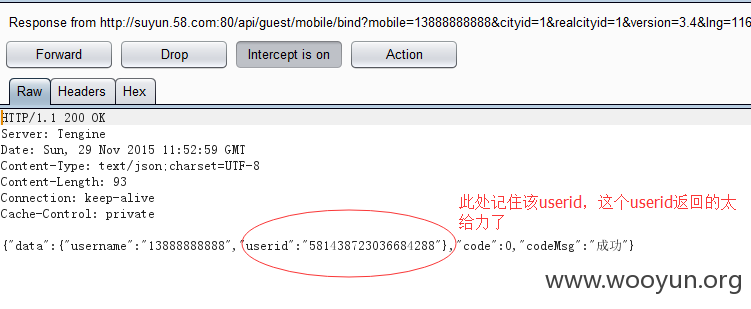 Response from http://suyun.58.com:80/api/guest/mobile/bind?mobile=13888888888&cityid=1&realcityid=1&version=3.4&lng=116
Forward Drop Intercept is on Action
Raw Headers Hex
HTTP/1.1 200 OK
Server: Tengine
Date: Sun, 29 Nov 2015 11:52:59 GMT
Content-Type: text/json;charset=UTF-8
Content-Length: 93
Connection: keep-alive
Cache-Control: private
此处记住该userid，这个userid返回的太
给力了
{"data":{"username":"13888888888","userid":"581438723036684288"},"code":0,"codeMsg":"成功"}
www.wooyun.org